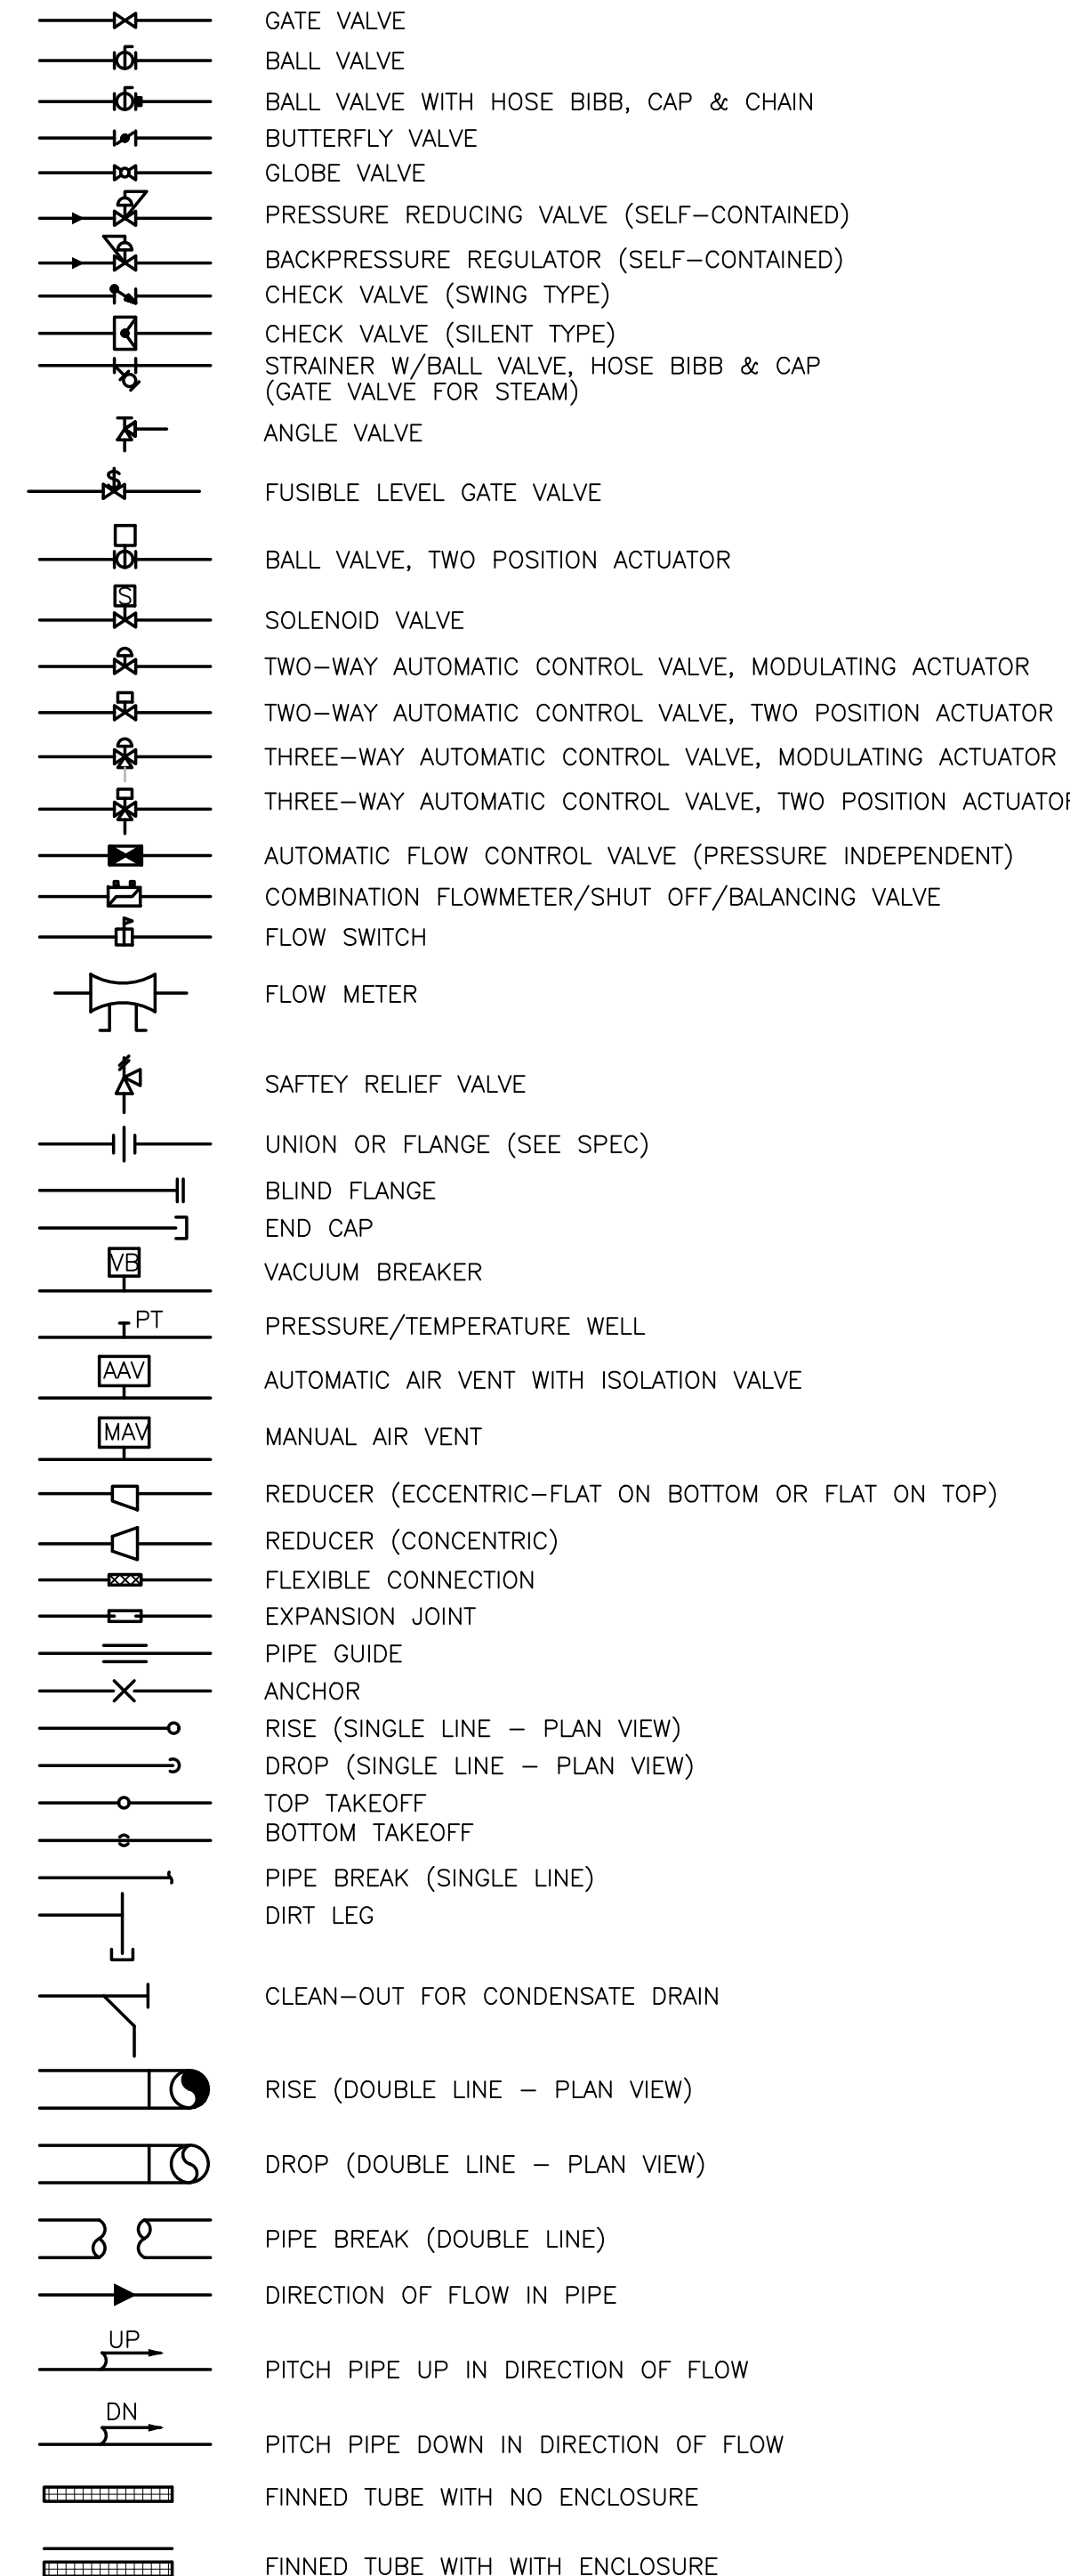 GATE VALVE
BALL VALVE
BALL VALVE WITH HOSE BIBB, CAP & CHAIN
BUTTERFLY VALVE
GLOBE VALVE
PRESSURE REDUCING VALVE (SELF-CONTAINED)
BACKPRESSURE REGULATOR (SELF-CONTAINED)
CHECK VALVE (SWING TYPE)
CHECK VALVE (SILENT TYPE)
STRAINER W/BALL VALVE, HOSE BIBB & CAP
(GATE VALVE FOR STEAM)
ANGLE VALVE
FUSIBLE LEVEL GATE VALVE
BALL VALVE, TWO POSITION ACTUATOR
S
SOLENOID VALVE
TWO-WAY AUTOMATIC CONTROL VALVE, MODULATING ACTUATOR
TWO-WAY AUTOMATIC CONTROL VALVE, TWO POSITION ACTUATOR
THREE-WAY AUTOMATIC CONTROL VALVE, MODULATING ACTUATOR
THREE-WAY AUTOMATIC CONTROL VALVE, TWO POSITION ACTUATOR
AUTOMATIC FLOW CONTROL VALVE (PRESSURE INDEPENDENT)
COMBINATION FLOWMETER/SHUT OFF/BALANCING VALVE
FLOW SWITCH
FLOW METER
SAFTEY RELIEF VALVE
UNION OR FLANGE (SEE SPEC)
BLIND FLANGE
END CAP
VB
VACUUM BREAKER
PT
PRESSURE/TEMPERATURE WELL
AAV
AUTOMATIC AIR VENT WITH ISOLATION VALVE
MAV
MANUAL AIR VENT
REDUCER (ECCENTRIC-FLAT ON BOTTOM OR FLAT ON TOP)
REDUCER (CONCENTRIC)
FLEXIBLE CONNECTION
EXPANSION JOINT
PIPE GUIDE
ANCHOR
RISE (SINGLE LINE - PLAN VIEW)
DROP (SINGLE LINE - PLAN VIEW)
TOP TAKEOFF
BOTTOM TAKEOFF
PIPE BREAK (SINGLE LINE)
DIRT LEG
CLEAN-OUT FOR CONDENSATE DRAIN
RISE (DOUBLE LINE - PLAN VIEW)
DROP (DOUBLE LINE - PLAN VIEW)
PIPE BREAK (DOUBLE LINE)
DIRECTION OF FLOW IN PIPE
UP
PITCH PIPE UP IN DIRECTION OF FLOW
DN
PITCH PIPE DOWN IN DIRECTION OF FLOW
FINNED TUBE WITH NO ENCLOSURE
FINNED TUBE WITH WITH ENCLOSURE